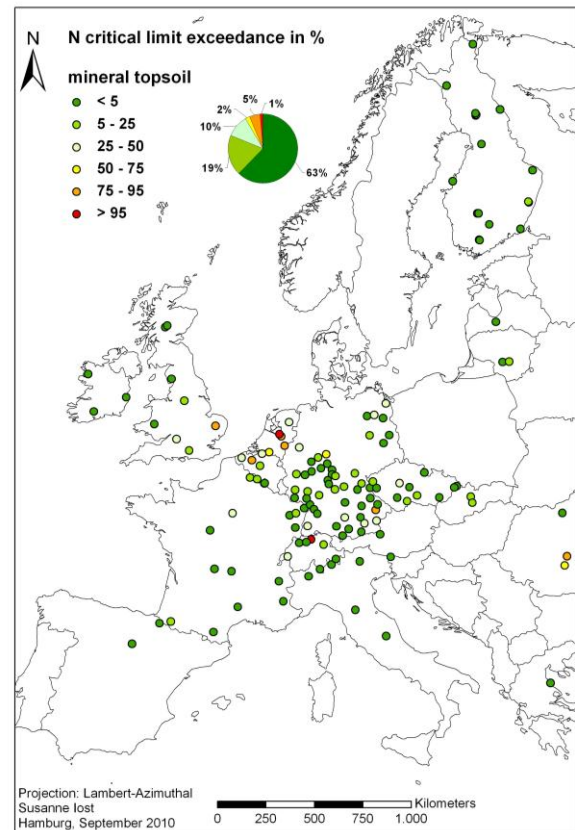 N
N critical limit exceedance in %
mineral topsoil
< 5
5 - 25
25 - 50
50 - 75
75 - 95
> 95
5% 1%
2%
10%
19%
63%
Projection: Lambert-Azimuthal
Susanne Iost
Hamburg, September 2010
Kilometers
0 250 500 750 1.000